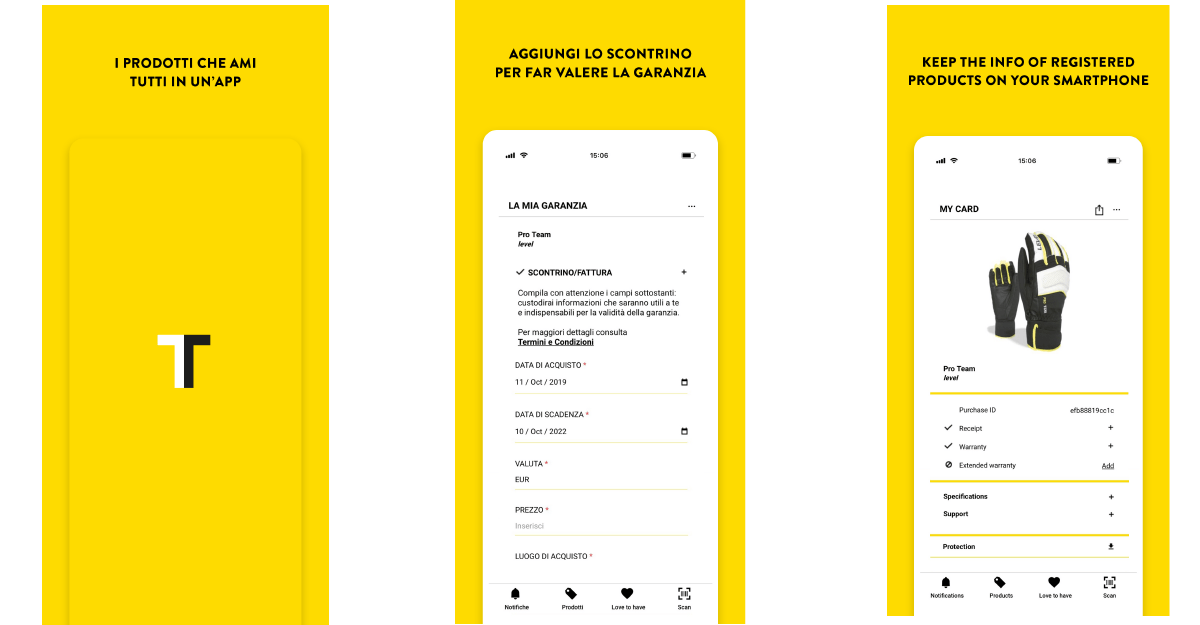 I PRODOTTI CHE AMI
TUTTI IN UN'APP
T
AGGIUNGI LO SCONTRINO
PER FAR VALERE LA GARANZIA
15:06
LA MIA GARANZIA
Pro Team
level
SCONTRINO/FATTURA
Compila con attenzione i campi sottostanti:
custodirai informazioni che saranno utili a te
e indispensabili per la validità della garanzia.
Per maggiori dettagli consulta
Termini e Condizioni
DATA DI ACQUISTO *
11 / Oct / 2019
DATA DI SCADENZA *
10 / Oct / 2022
VALUTA *
EUR
PREZZO *
Inserisci
LUOGO DI ACQUISTO *
Notifiche Prodotti Love to have Scan
KEEP THE INFO OF REGISTERED
PRODUCTS ON YOUR SMARTPHONE
15:06
MY CARD
Pro Team
level
Purchase ID efb88819cc1c
Receipt +
Warranty +
Extended warranty Add
Specifications +
Support +
Protection
Notifications Products Love to have Scan